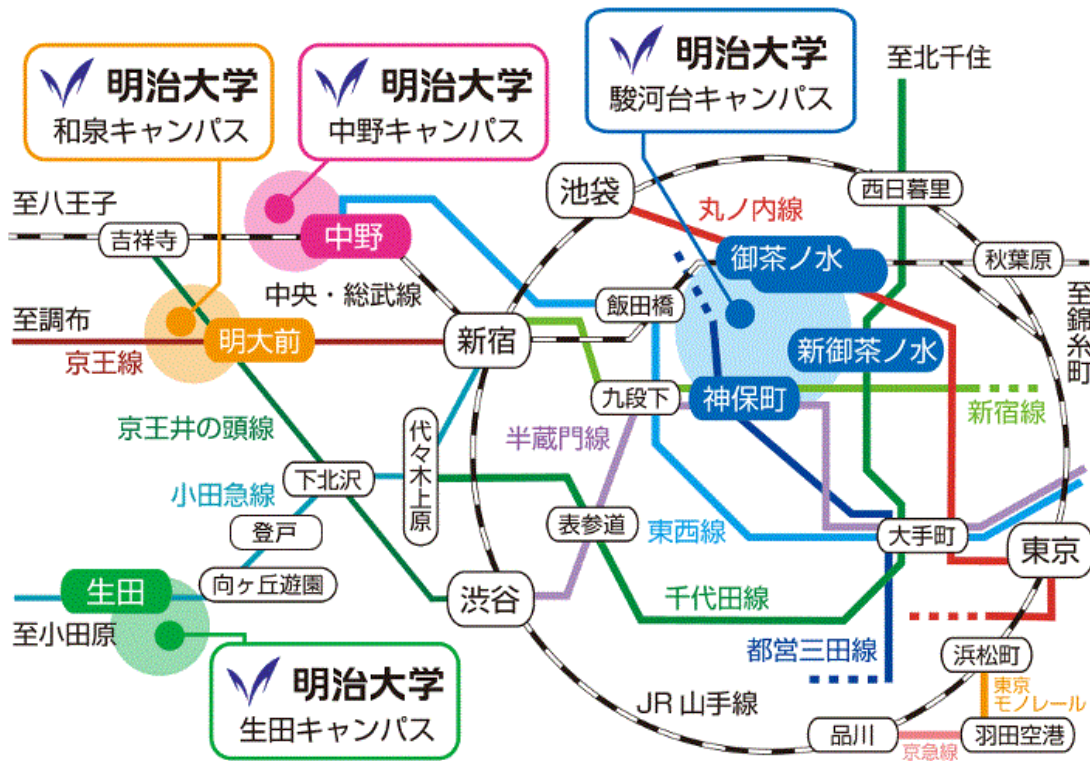 明治大学
和泉キャンパス
明治大学
中野キャンパス
明治大学
駿河台キャンパス
至北千住
至八王子
吉祥寺
中野
池袋
丸ノ内線
西日暮里
御茶ノ水
秋葉原
中央・総武線
飯田橋
至錦糸町
至調布
京王線
明大前
新宿
新御茶ノ水
九段下
神保町
新宿線
京王井の頭線
半蔵門線
代々木上原
下北沢
小田急線
登戸
表参道
東西線
大手町
東京
向ヶ丘遊園
生田
至小田原
渋谷
千代田線
都営三田線
浜松町
明治大学
生田キャンパス
JR 山手線
東京
モノレール
品川
京急線
羽田空港